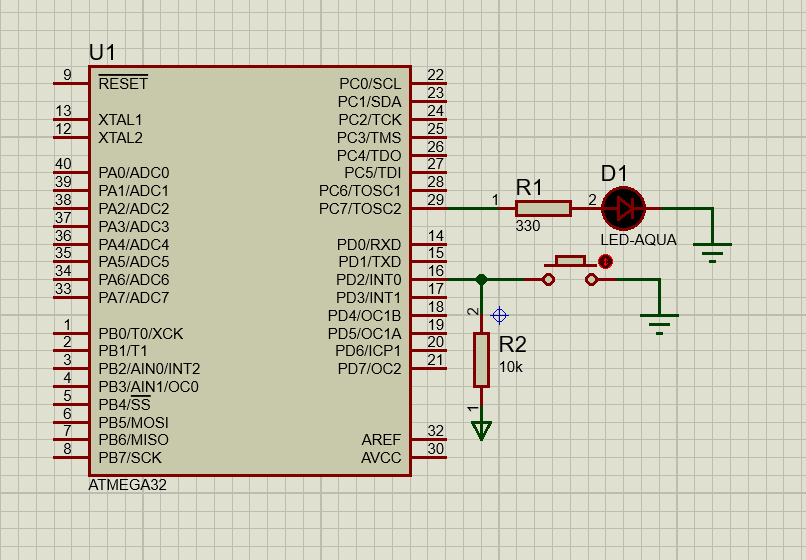 U1
9 RESET PC0/SCL 22
PC1/SDA 23
13 XTAL1 PC2/TCK 24
12 XTAL2 PC3/TMS 25
PC4/TDO 26
40 PA0/ADC0 PC5/TDI 27
39 PA1/ADC1 PC6/TOSC1 28
38 PA2/ADC2 PC7/TOSC2 29
37 PA3/ADC3
36 PA4/ADC4 PD0/RXD 14
35 PA5/ADC5 PD1/TXD 15
34 PA6/ADC6 PD2/INT0 16
33 PA7/ADC7 PD3/INT1 17
PD4/OC1B 18
1 PB0/T0/XCK PD5/OC1A 19
2 PB1/T1 PD6/ICP1 20
3 PB2/AIN0/INT2 PD7/OC2 21
4 PB3/AIN1/OC0
5 PB4/SS
6 PB5/MOSI
7 PB6/MISO AREF 32
8 PB7/SCK AVCC 30
ATMEGA32
R1
1 2
330
D1
LED-AQUA
2
R2
10k
1